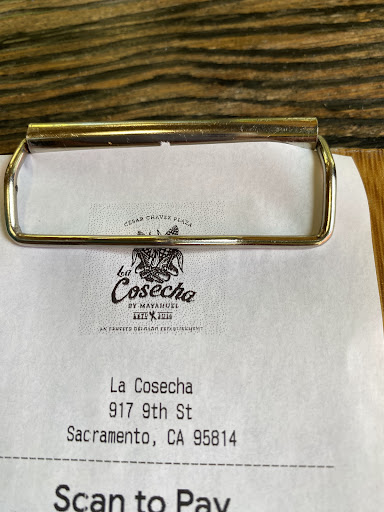 CESAR CHAVEZ PLAZA
La
Cosecha
BY MAYAHUEL
ESTD 2016
AN ERNESTO DELGADO ESTABLISHMENT
La Cosecha
917 9th St
Sacramento, CA 95814
Scan to Pay